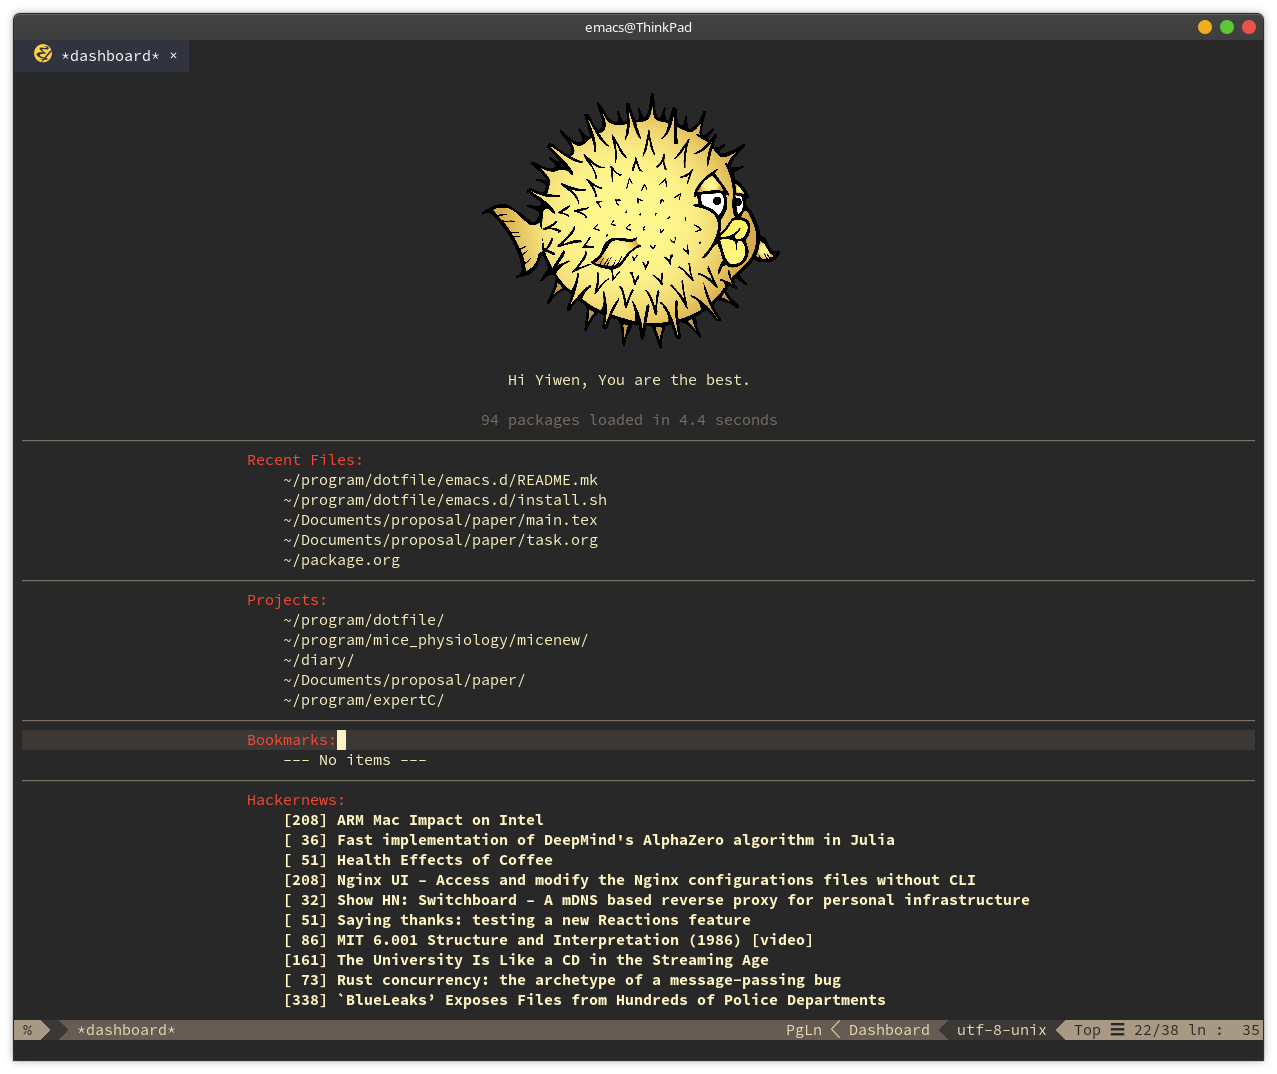 emacs@ThinkPad
*dashboard* ×
Hi Yiwen, You are the best.
94 packages loaded in 4.4 seconds
Recent Files:
~/program/dotfile/emacs.d/README.mk
~/program/dotfile/emacs.d/install.sh
~/Documents/proposal/paper/main.tex
~/Documents/proposal/paper/task.org
~/package.org
Projects:
~/program/dotfile/
~/program/mice_physiology/micenew/
~/diary/
~/Documents/proposal/paper/
~/program/expertC/
Bookmarks:
--- No items ---
Hackernews:
[208] ARM Mac Impact on Intel
[ 36] Fast implementation of DeepMind's AlphaZero algorithm in Julia
[ 51] Health Effects of Coffee
[208] Nginx UI – Access and modify the Nginx configurations files without CLI
[ 32] Show HN: Switchboard – A mDNS based reverse proxy for personal infrastructure
[ 51] Saying thanks: testing a new Reactions feature
[ 86] MIT 6.001 Structure and Interpretation (1986) [video]
[161] The University Is Like a CD in the Streaming Age
[ 73] Rust concurrency: the archetype of a message-passing bug
[338] `BlueLeaks’ Exposes Files from Hundreds of Police Departments
% *dashboard* PgLn Dashboard utf-8-unix Top ☰ 22/38 ln : 35